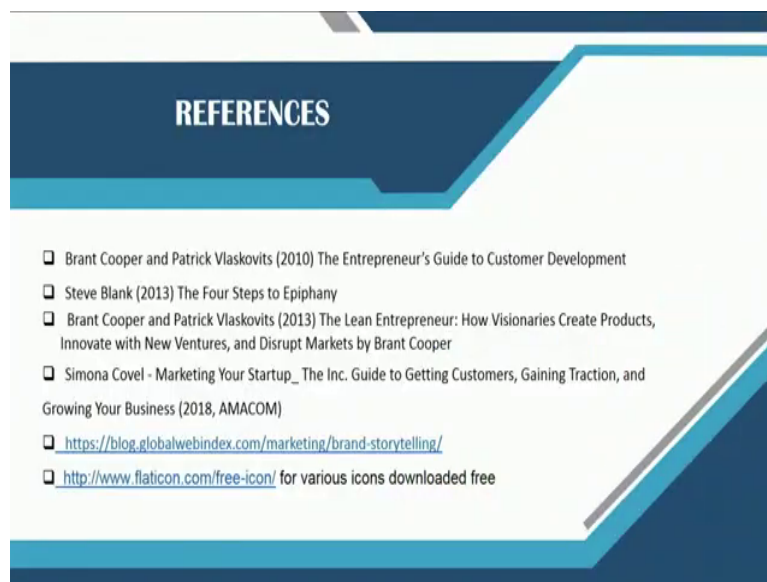 REFERENCES
❑ Brant Cooper and Patrick Vlaskovits (2010) The Entrepreneur's Guide to Customer Development
❑ Steve Blank (2013) The Four Steps to Epiphany
❑ Brant Cooper and Patrick Vlaskovits (2013) The Lean Entrepreneur: How Visionaries Create Products,
Innovate with New Ventures, and Disrupt Markets by Brant Cooper
❑ Simona Covel - Marketing Your Startup_ The Inc. Guide to Getting Customers, Gaining Traction, and
Growing Your Business (2018, AMACOM)
❑ https://blog.globalwebindex.com/marketing/brand-storytelling/
❑ http://www.flaticon.com/free-icon/ for various icons downloaded free